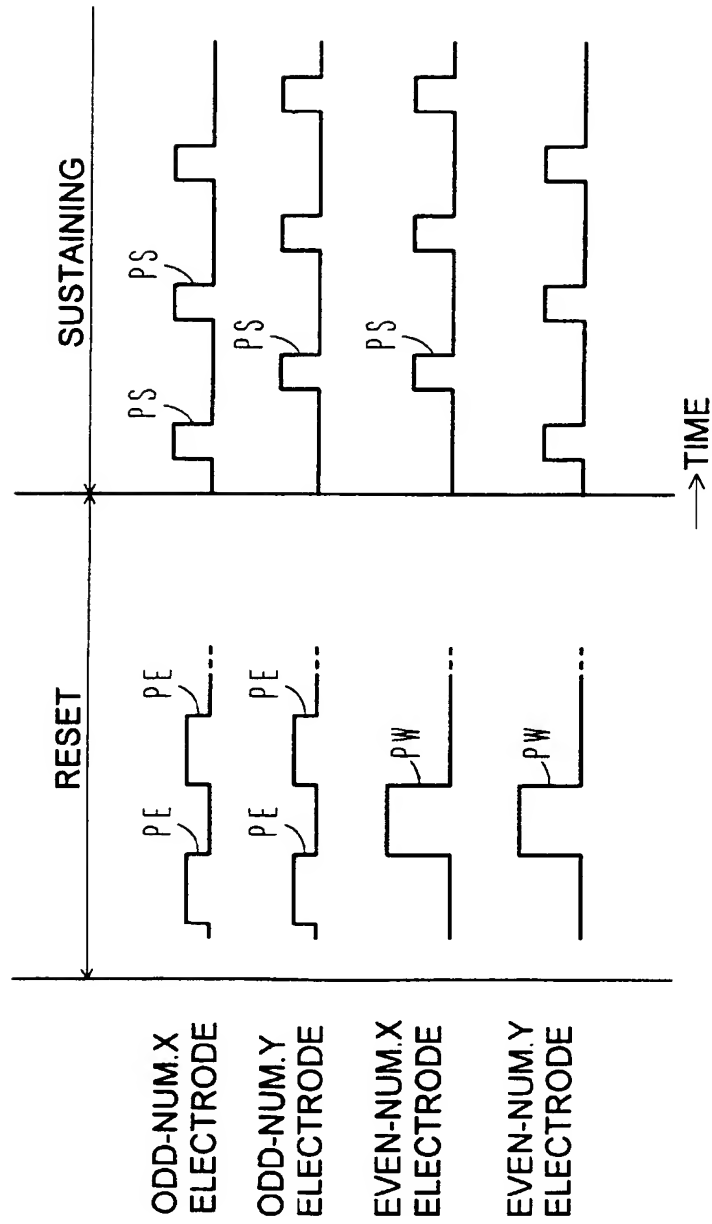 RESET
SUSTAINING
ODD-NUM.X
ELECTRODE
PE
PE
PS
PS
ODD-NUM.Y
ELECTRODE
PE
PE
PS
EVEN-NUM.X
ELECTRODE
PW
PS
EVEN-NUM.Y
ELECTRODE
PW
TIME